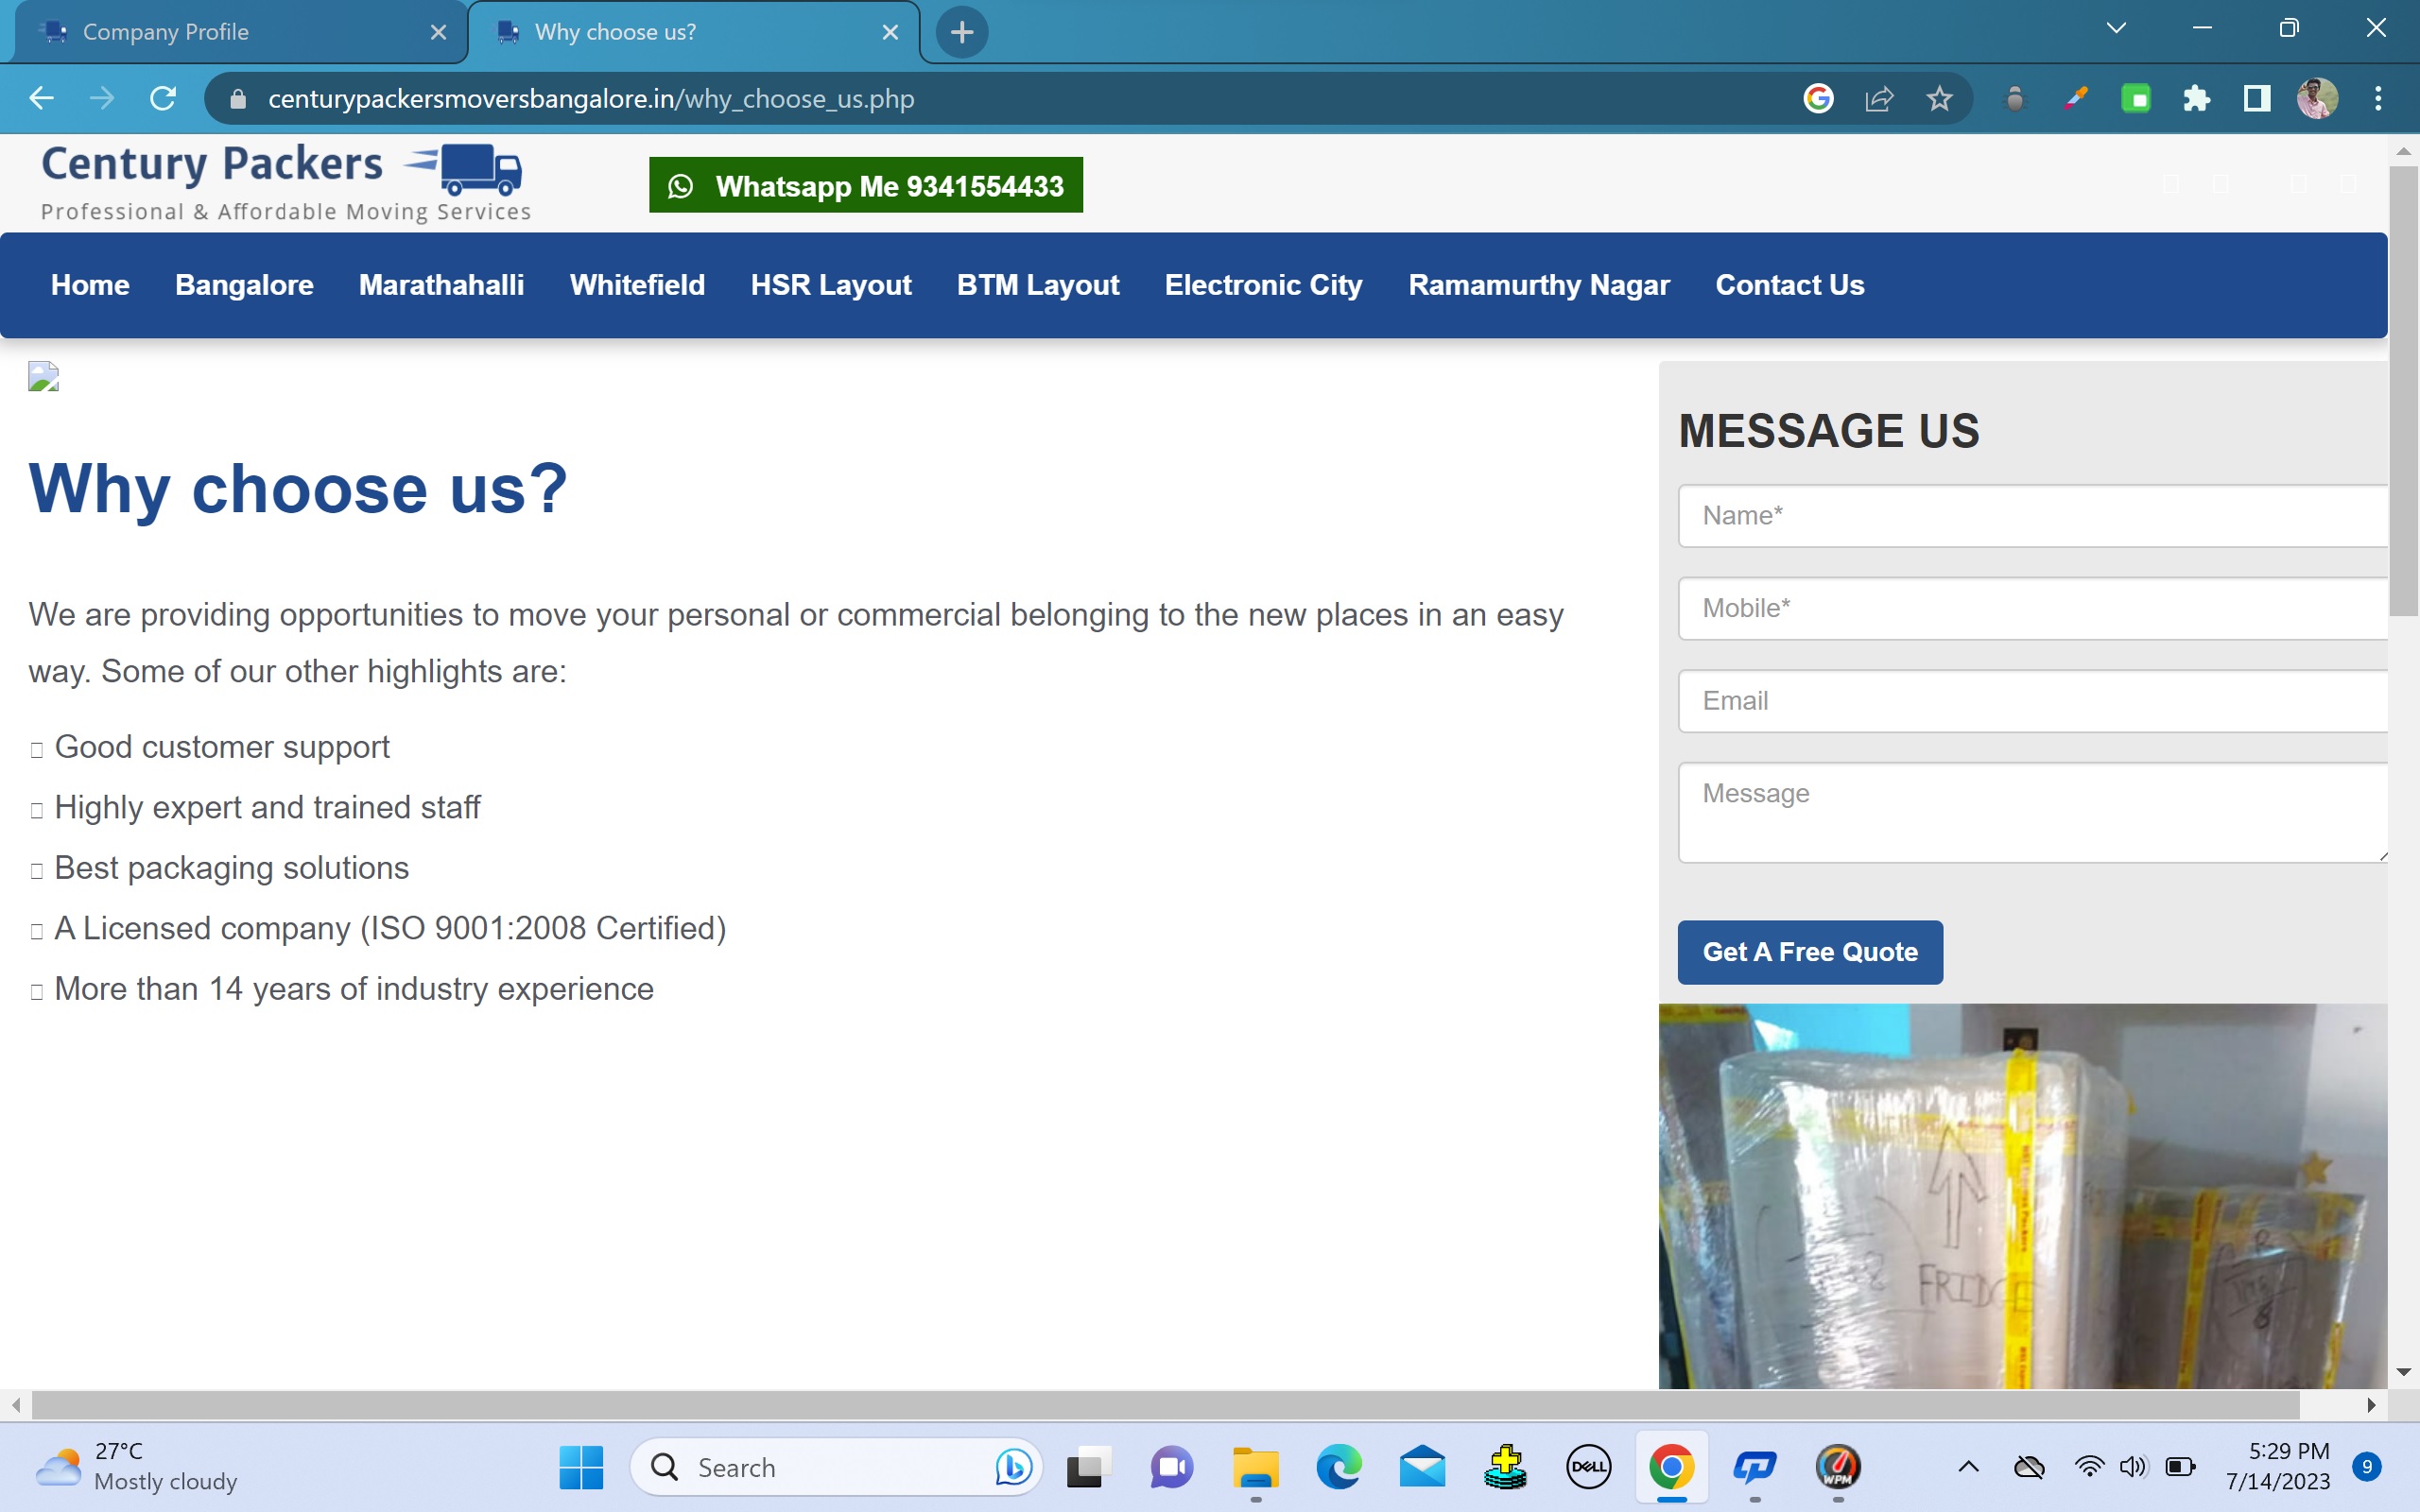 Company Profile
Why choose us?
centurypackersmoversbangalore.in/why_choose_us.php
Century Packers
Professional & Affordable Moving Services
Whatsapp Me 9341554433
Home Bangalore Marathahalli Whitefield HSR Layout BTM Layout Electronic City Ramamurthy Nagar Contact Us
Why choose us?
We are providing opportunities to move your personal or commercial belonging to the new places in an easy
way. Some of our other highlights are:
Good customer support
Highly expert and trained staff
Best packaging solutions
A Licensed company (ISO 9001:2008 Certified)
More than 14 years of industry experience
MESSAGE US
Name*
Mobile*
Email
Message
Get A Free Quote
FRIDGE
27°C
Mostly cloudy
Search
DELL
WPM
5:29 PM
7/14/2023
9